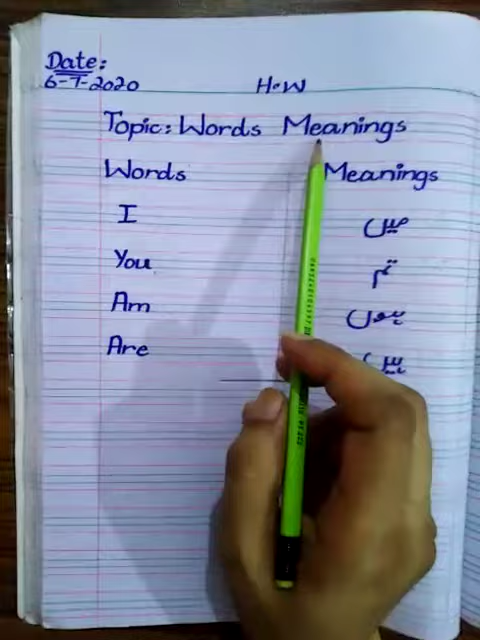 Date:
6-7-2020 H.W
Topic: Words Meanings
Words Meanings
I میں
You تم
Am ہوں
Are ہیں